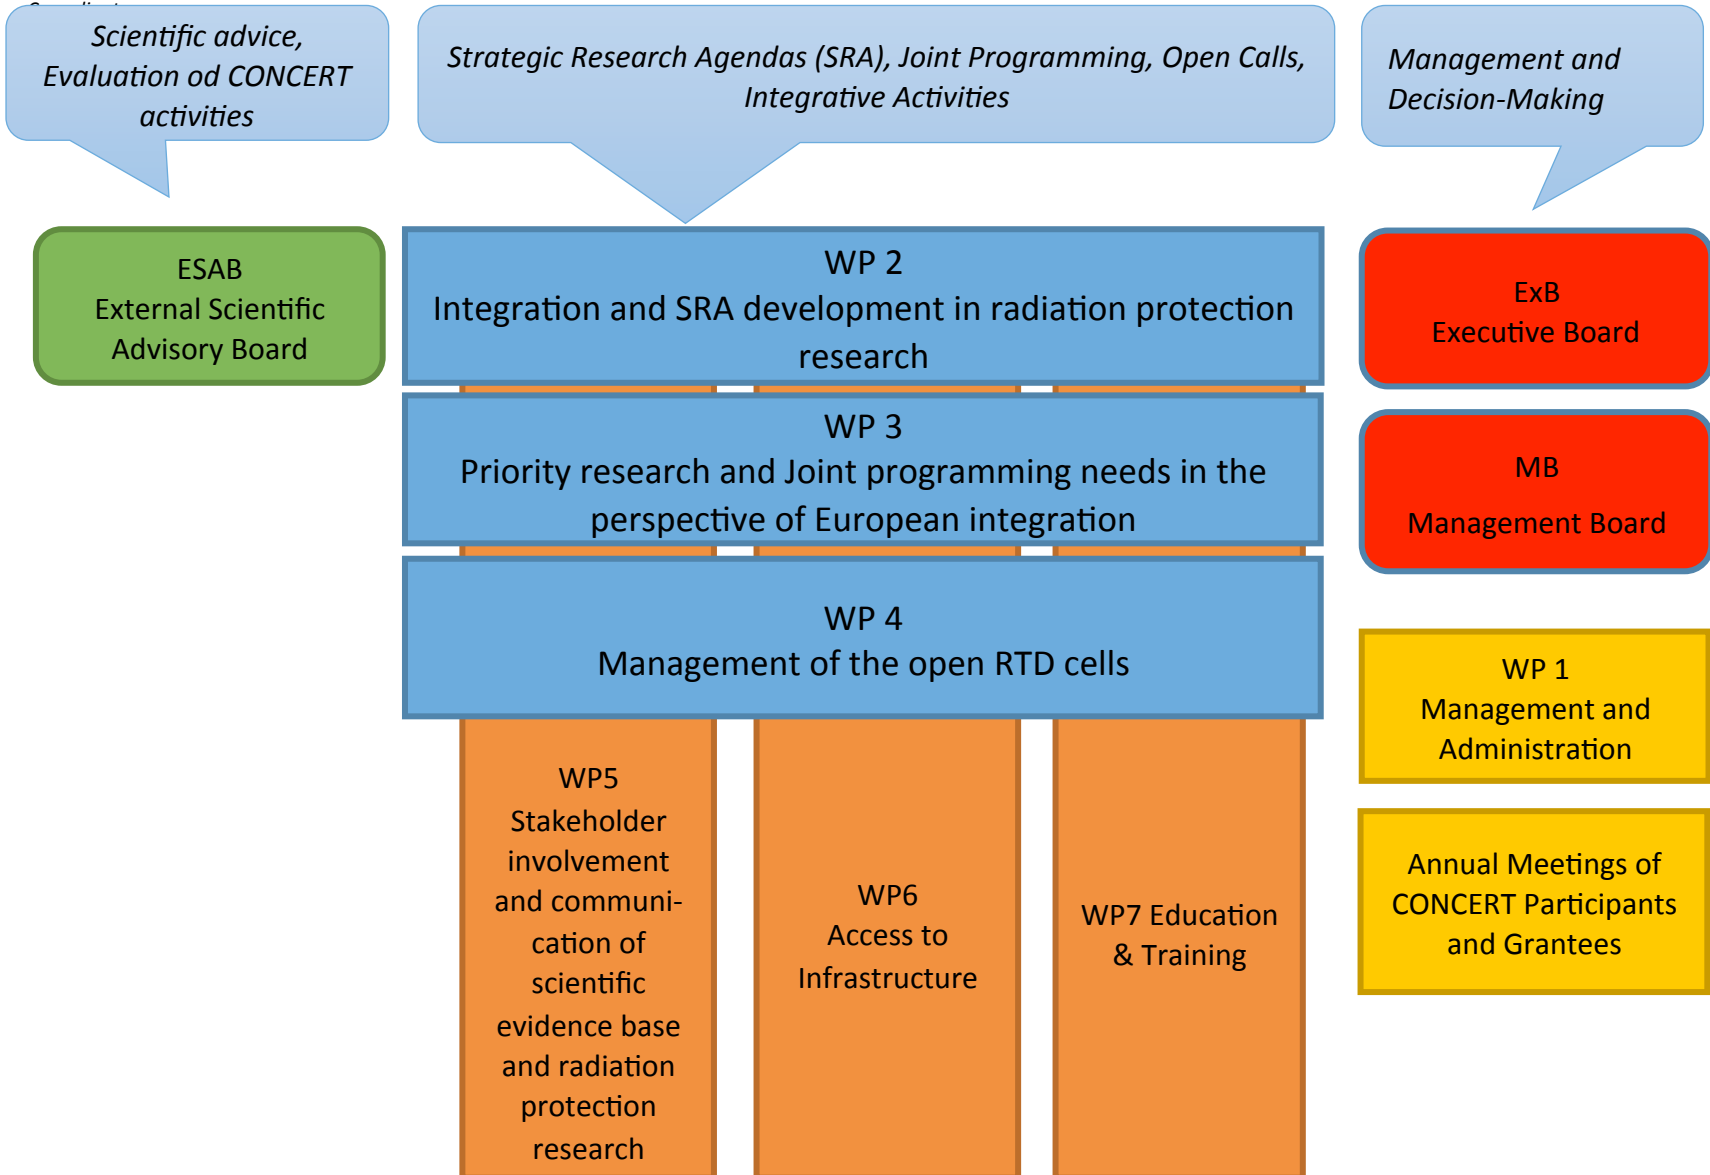 Scientific advice,
Evaluation od CONCERT
activities
Strategic Research Agendas (SRA), Joint Programming, Open Calls,
Integrative Activities
Management and
Decision-Making
ESAB
External Scientific
Advisory Board
WP 2
Integration and SRA development in radiation protection
research
ExB
Executive Board
WP 3
Priority research and Joint programming needs in the
perspective of European integration
MB
Management Board
WP 4
Management of the open RTD cells
WP 1
Management and
Administration
WP5
Stakeholder
involvement
and communi-
cation of
scientific
evidence base
and radiation
protection
research
WP6
Access to
Infrastructure
WP7 Education
& Training
Annual Meetings of
CONCERT Participants
and Grantees